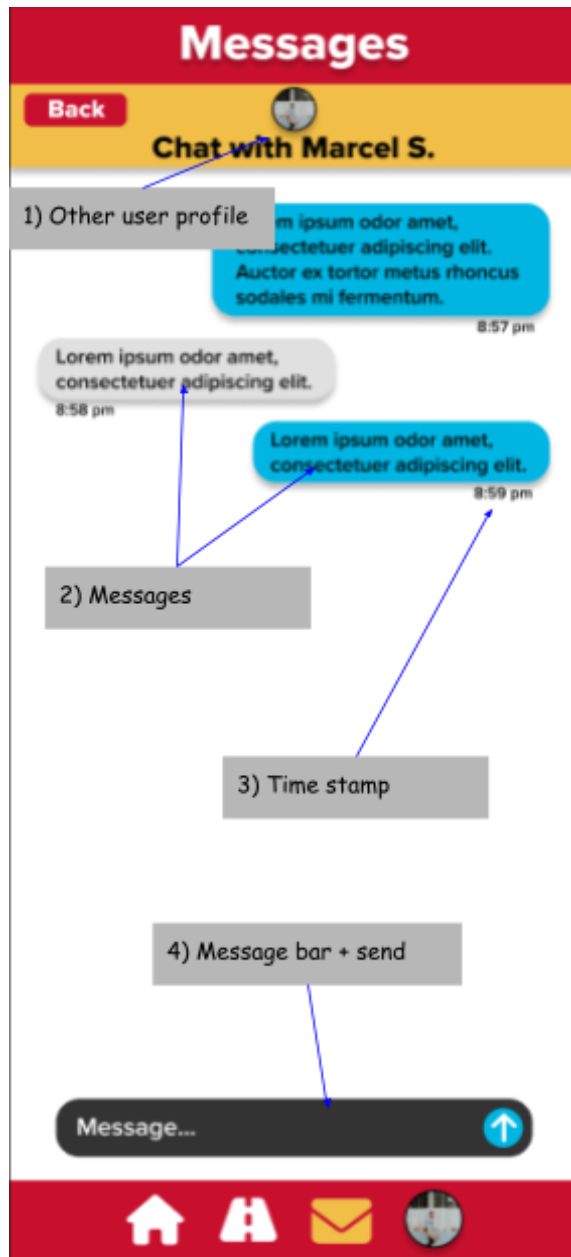 Messages
Back
Chat with Marcel S.
1) Other user profile
em ipsum odor amet,
consectetuer adipiscing elit.
Auctor ex tortor metus rhoncus
sodales mi fermentum.
8:57 pm
Lorem ipsum odor amet,
consectetuer adipiscing elit.
8:58 pm
Lorem ipsum odor amet,
consectetuer adipiscing elit.
8:59 pm
2) Messages
3) Time stamp
4) Message bar + send
Message...